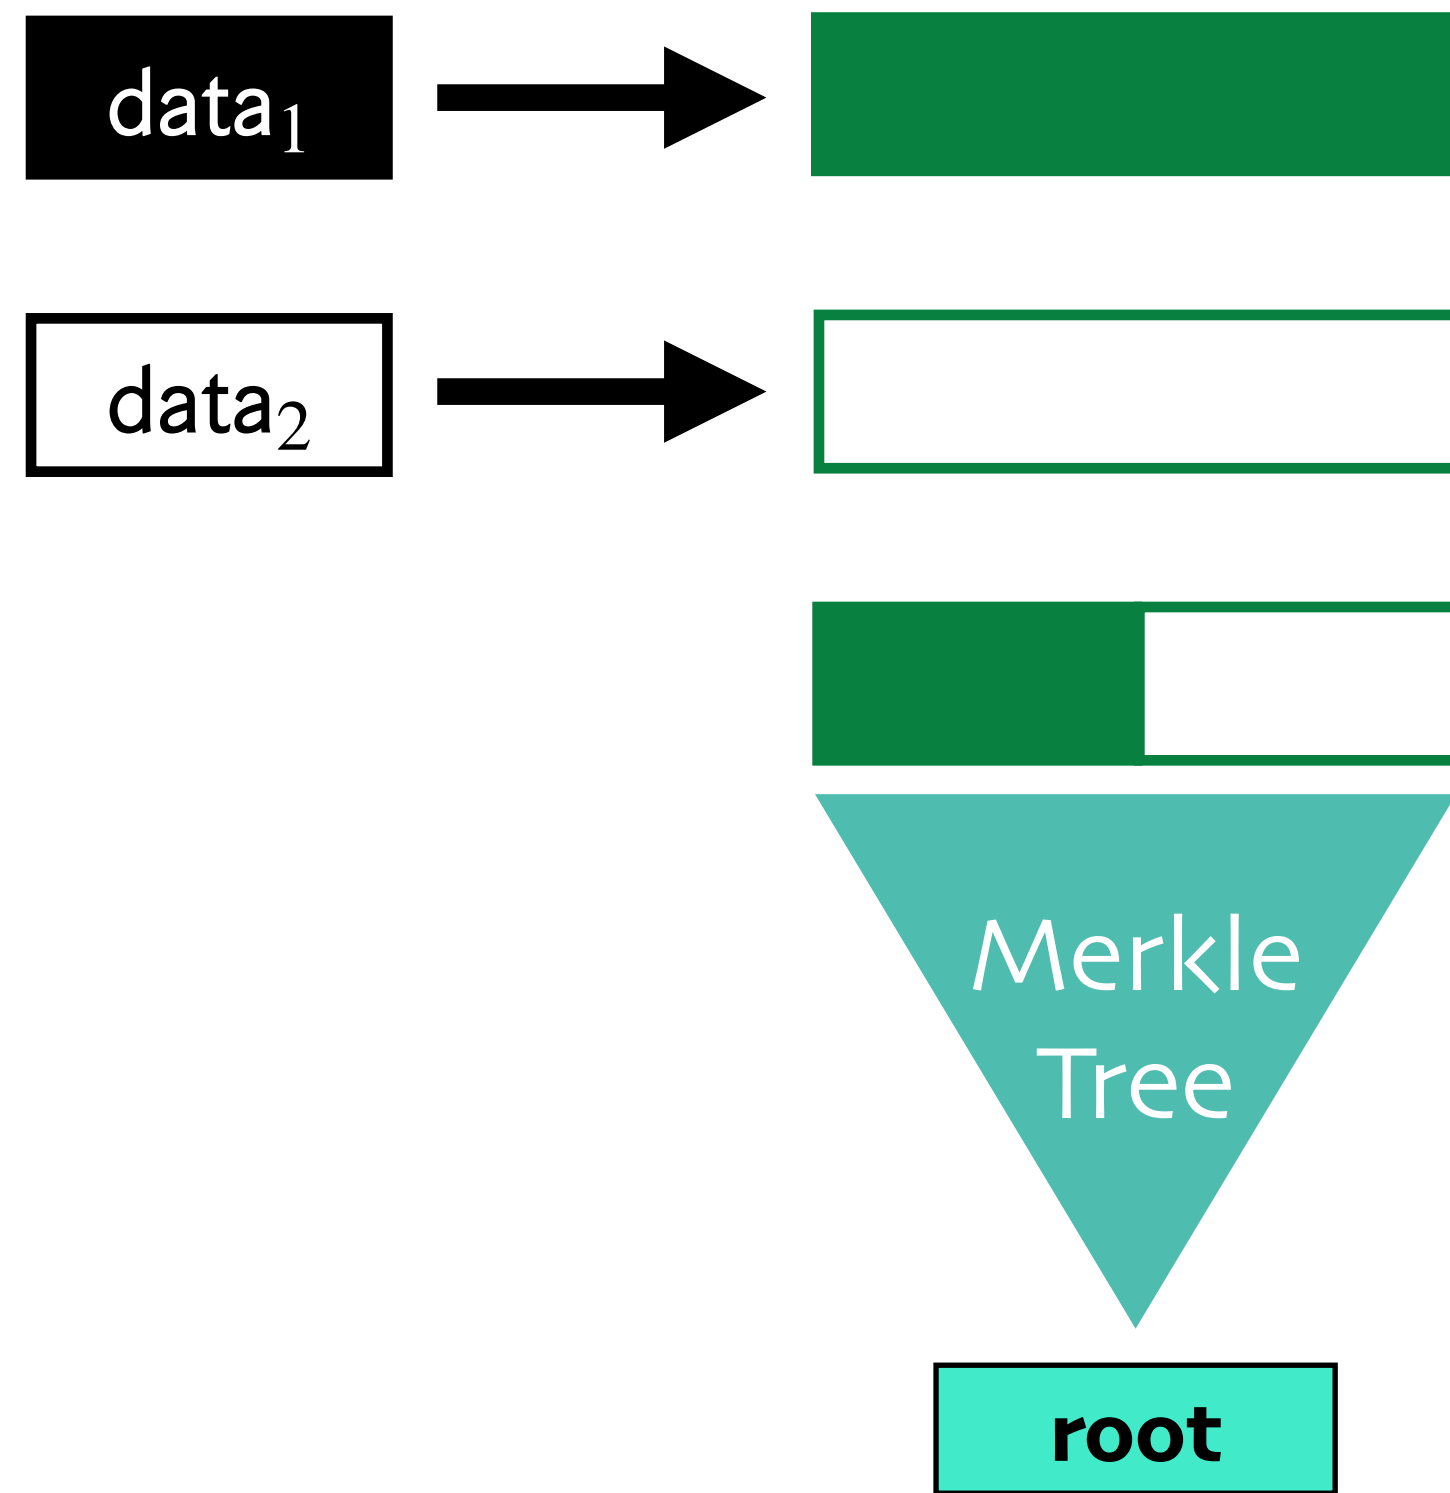 data₁
data₂
Merkle
Tree
root